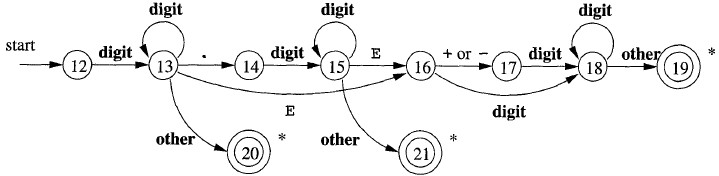 digit digit digit
start digit . digit E + or − digit other *
12 13 14 15 16 17 18 19
E digit
other * other *
20 21